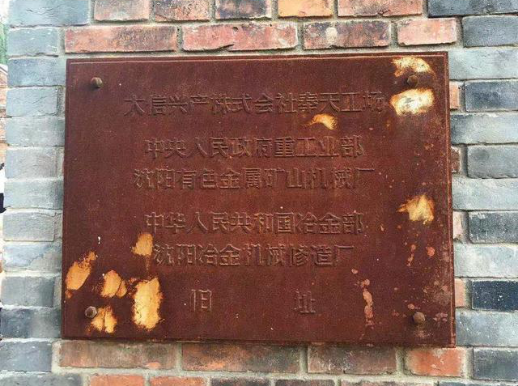 大信兴产株式会社奉天工场
中央人民政府重工业部
沈阳有色金属矿山机械厂
中华人民共和国冶金部
沈阳冶金机械修造厂
旧 址